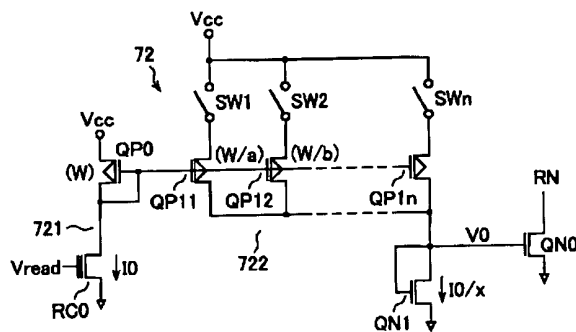 Vcc
72
SW1
SW2
SWn
Vcc
QP0
(W)
(W/a)
(W/b)
QP11
QP12
QP1n
RN
721
722
V0
QN0
Vread
I0
RC0
I0/x
QN1